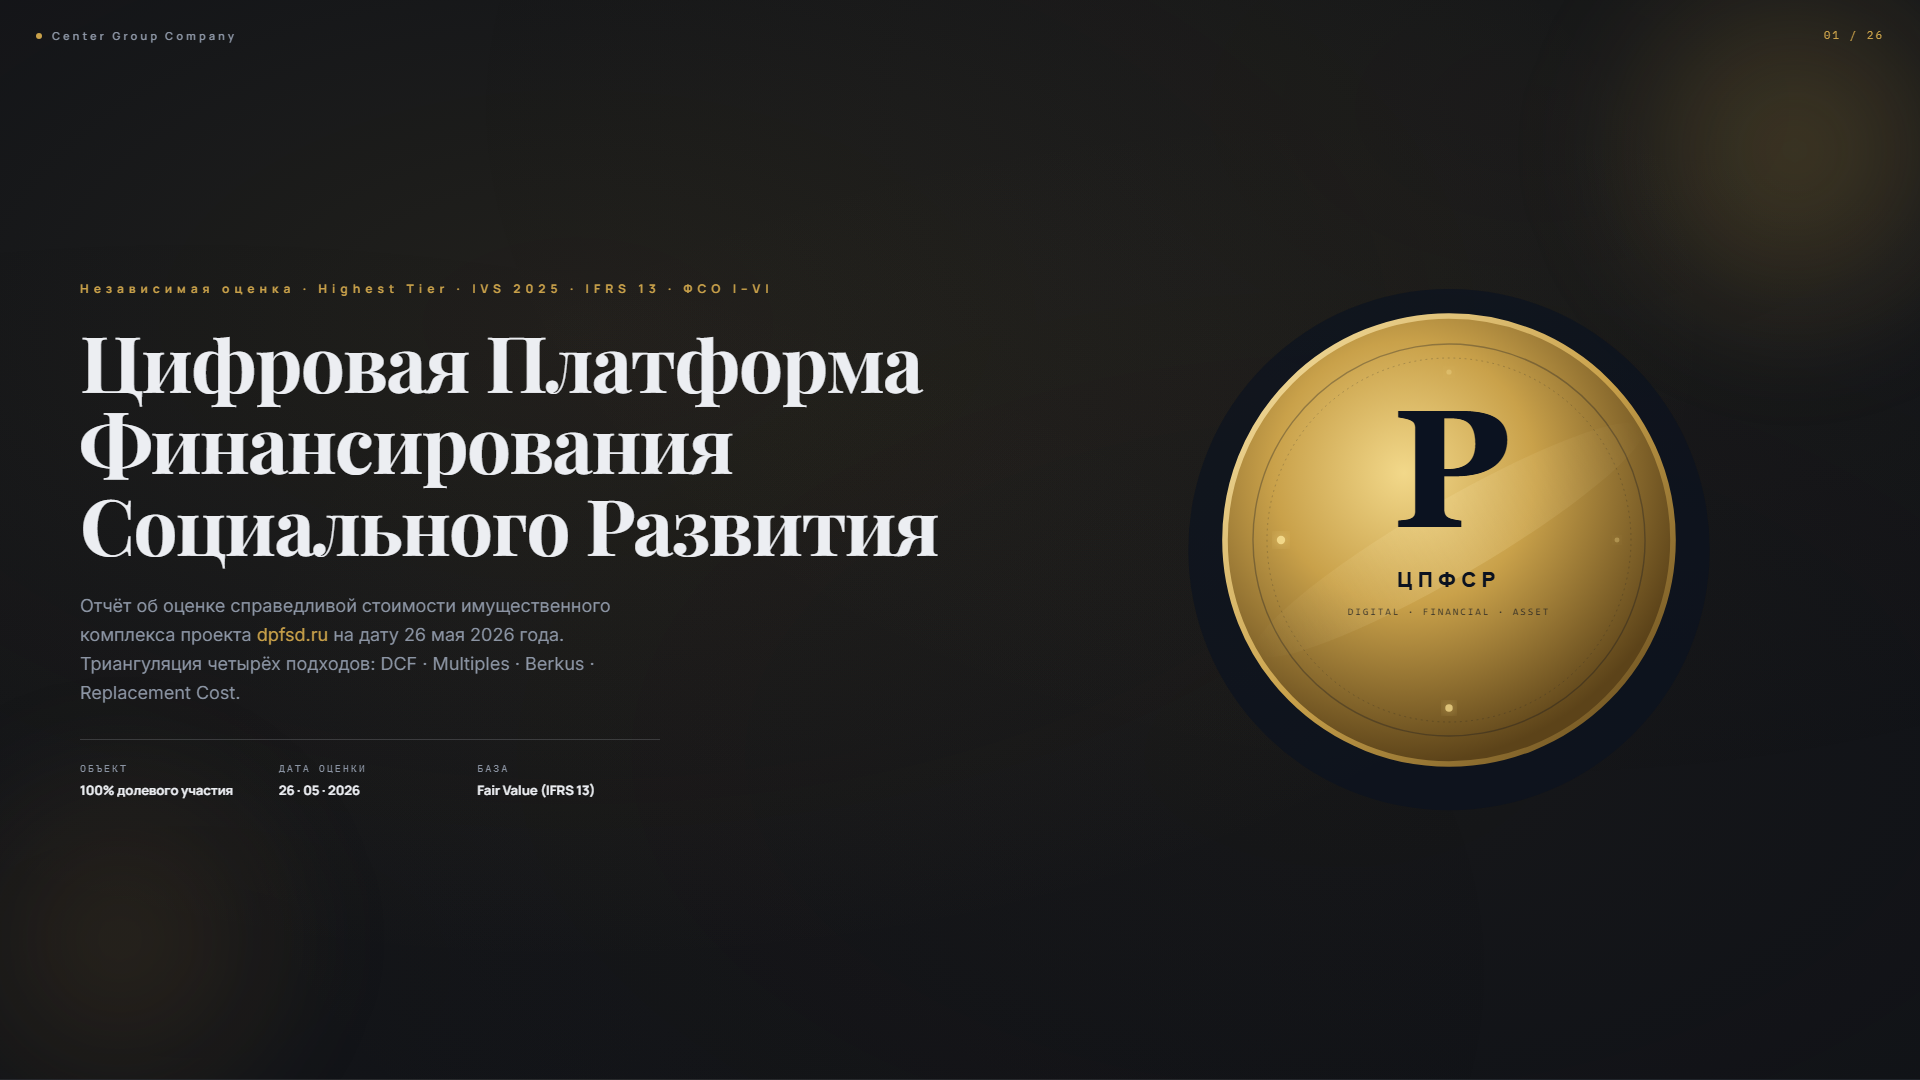 Center Group Company
01 / 26
Независимая оценка · Highest Tier · IVS 2025 · IFRS 13 · ФСО I–VI
Цифровая Платформа
Финансирования
Социального Развития
Отчёт об оценке справедливой стоимости имущественного
комплекса проекта dpfsd.ru на дату 26 мая 2026 года.
Триангуляция четырёх подходов: DCF · Multiples · Berkus ·
Replacement Cost.
ОБЪЕКТ
100% долевого участия
ДАТА ОЦЕНКИ
26 · 05 · 2026
БАЗА
Fair Value (IFRS 13)
Р
ЦПФСР
DIGITAL · FINANCIAL · ASSET